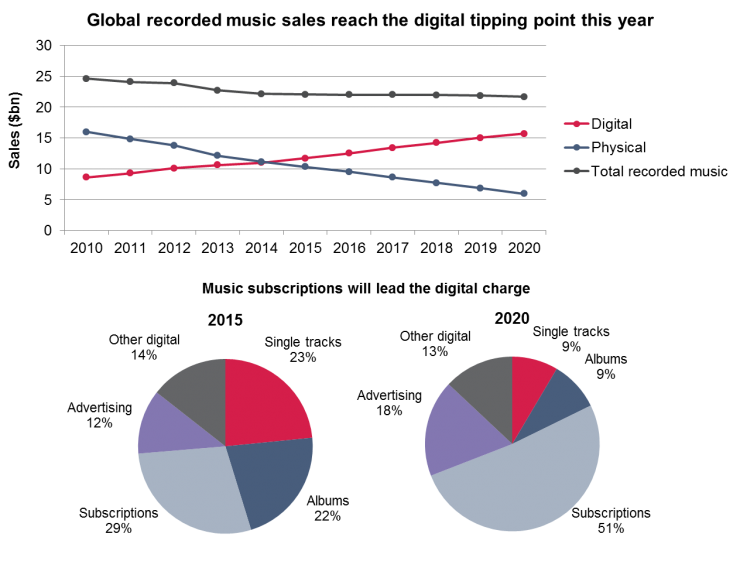 Global recorded music sales reach the digital tipping point this year
30
25
20
15
10
5
0
Sales ($bn)
2010 2011 2012 2013 2014 2015 2016 2017 2018 2019 2020
Digital
Physical
Total recorded music
Music subscriptions will lead the digital charge
2015
Other digital
14%
Single tracks
23%
Advertising
12%
Subscriptions
29%
Albums
22%
2020
Other digital
13%
Single tracks
9%
Albums
9%
Advertising
18%
Subscriptions
51%